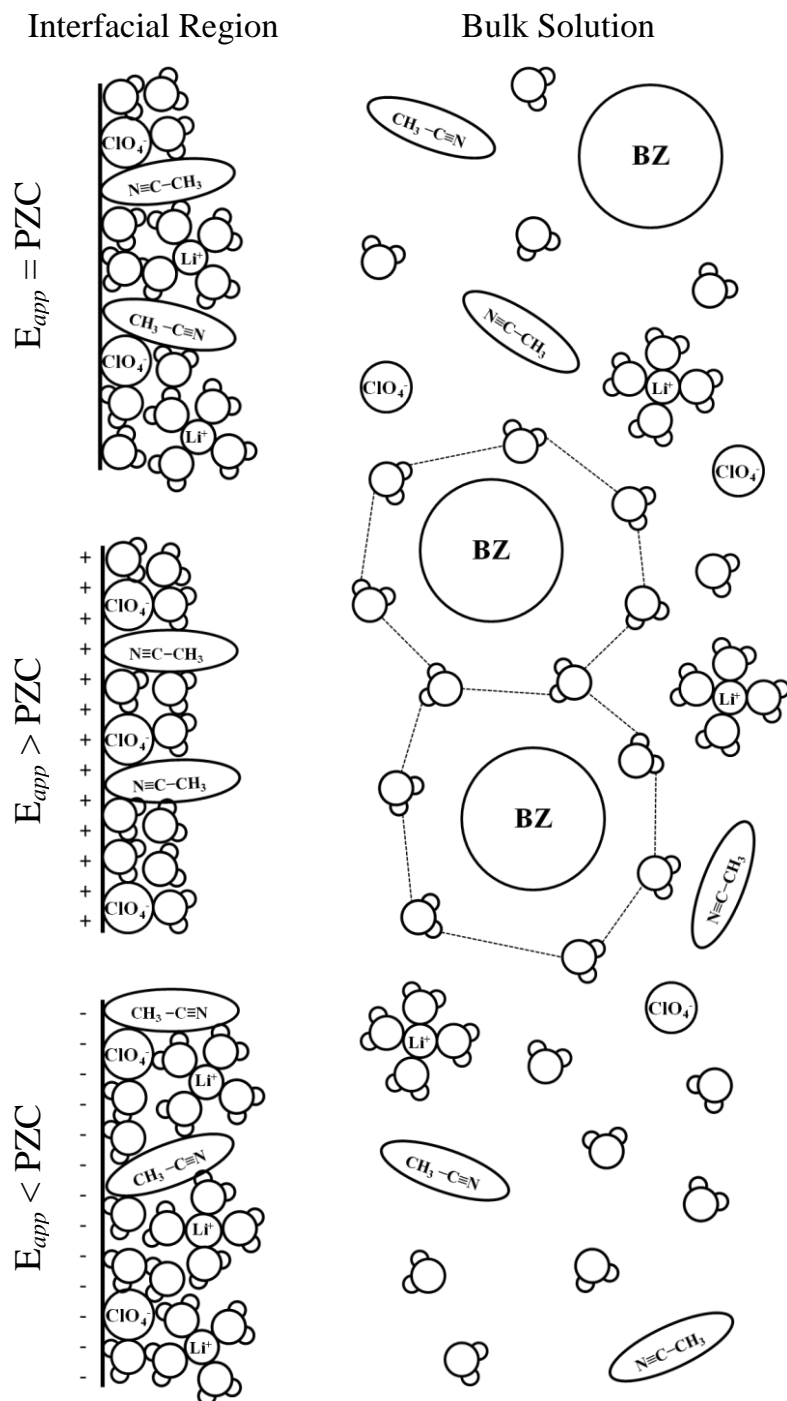 Interfacial Region
Bulk Solution
E_app = PZC
ClO₄⁻
N≡C–CH₃
Li⁺
CH₃–C≡N
ClO₄⁻
Li⁺
CH₃–C≡N
BZ
N≡C–CH₃
ClO₄⁻
Li⁺
ClO₄⁻
BZ
E_app > PZC
+
+
+
+
+
+
+
+
+
+
+
+
+
ClO₄⁻
N≡C–CH₃
ClO₄⁻
N≡C–CH₃
ClO₄⁻
Li⁺
BZ
N≡C–CH₃
E_app < PZC
-
-
-
-
-
-
-
-
-
-
-
-
-
CH₃–C≡N
ClO₄⁻
Li⁺
CH₃–C≡N
Li⁺
ClO₄⁻
Li⁺
ClO₄⁻
Li⁺
CH₃–C≡N
N≡C–CH₃